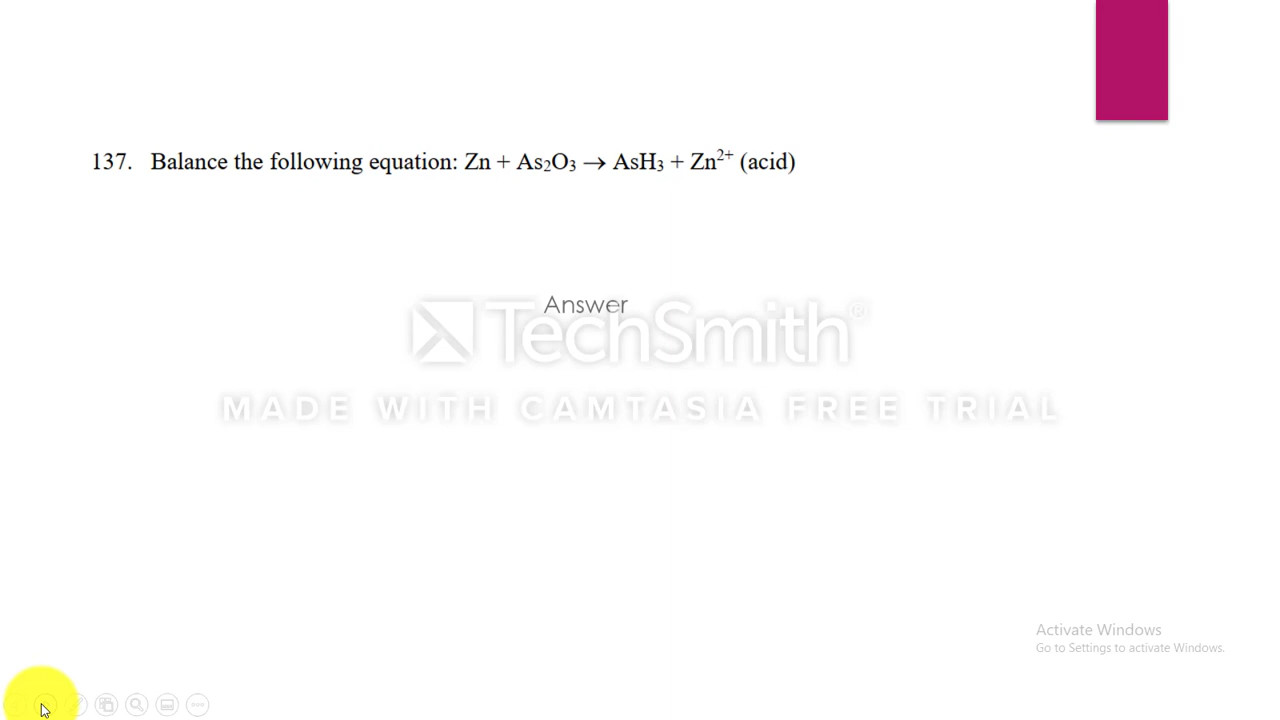 137. Balance the following equation: Zn + As₂O₃ → AsH₃ + Zn²⁺ (acid)
Answer
TechSmith®
MADE WITH CAMTASIA FREE TRIAL
Activate Windows
Go to Settings to activate Windows.